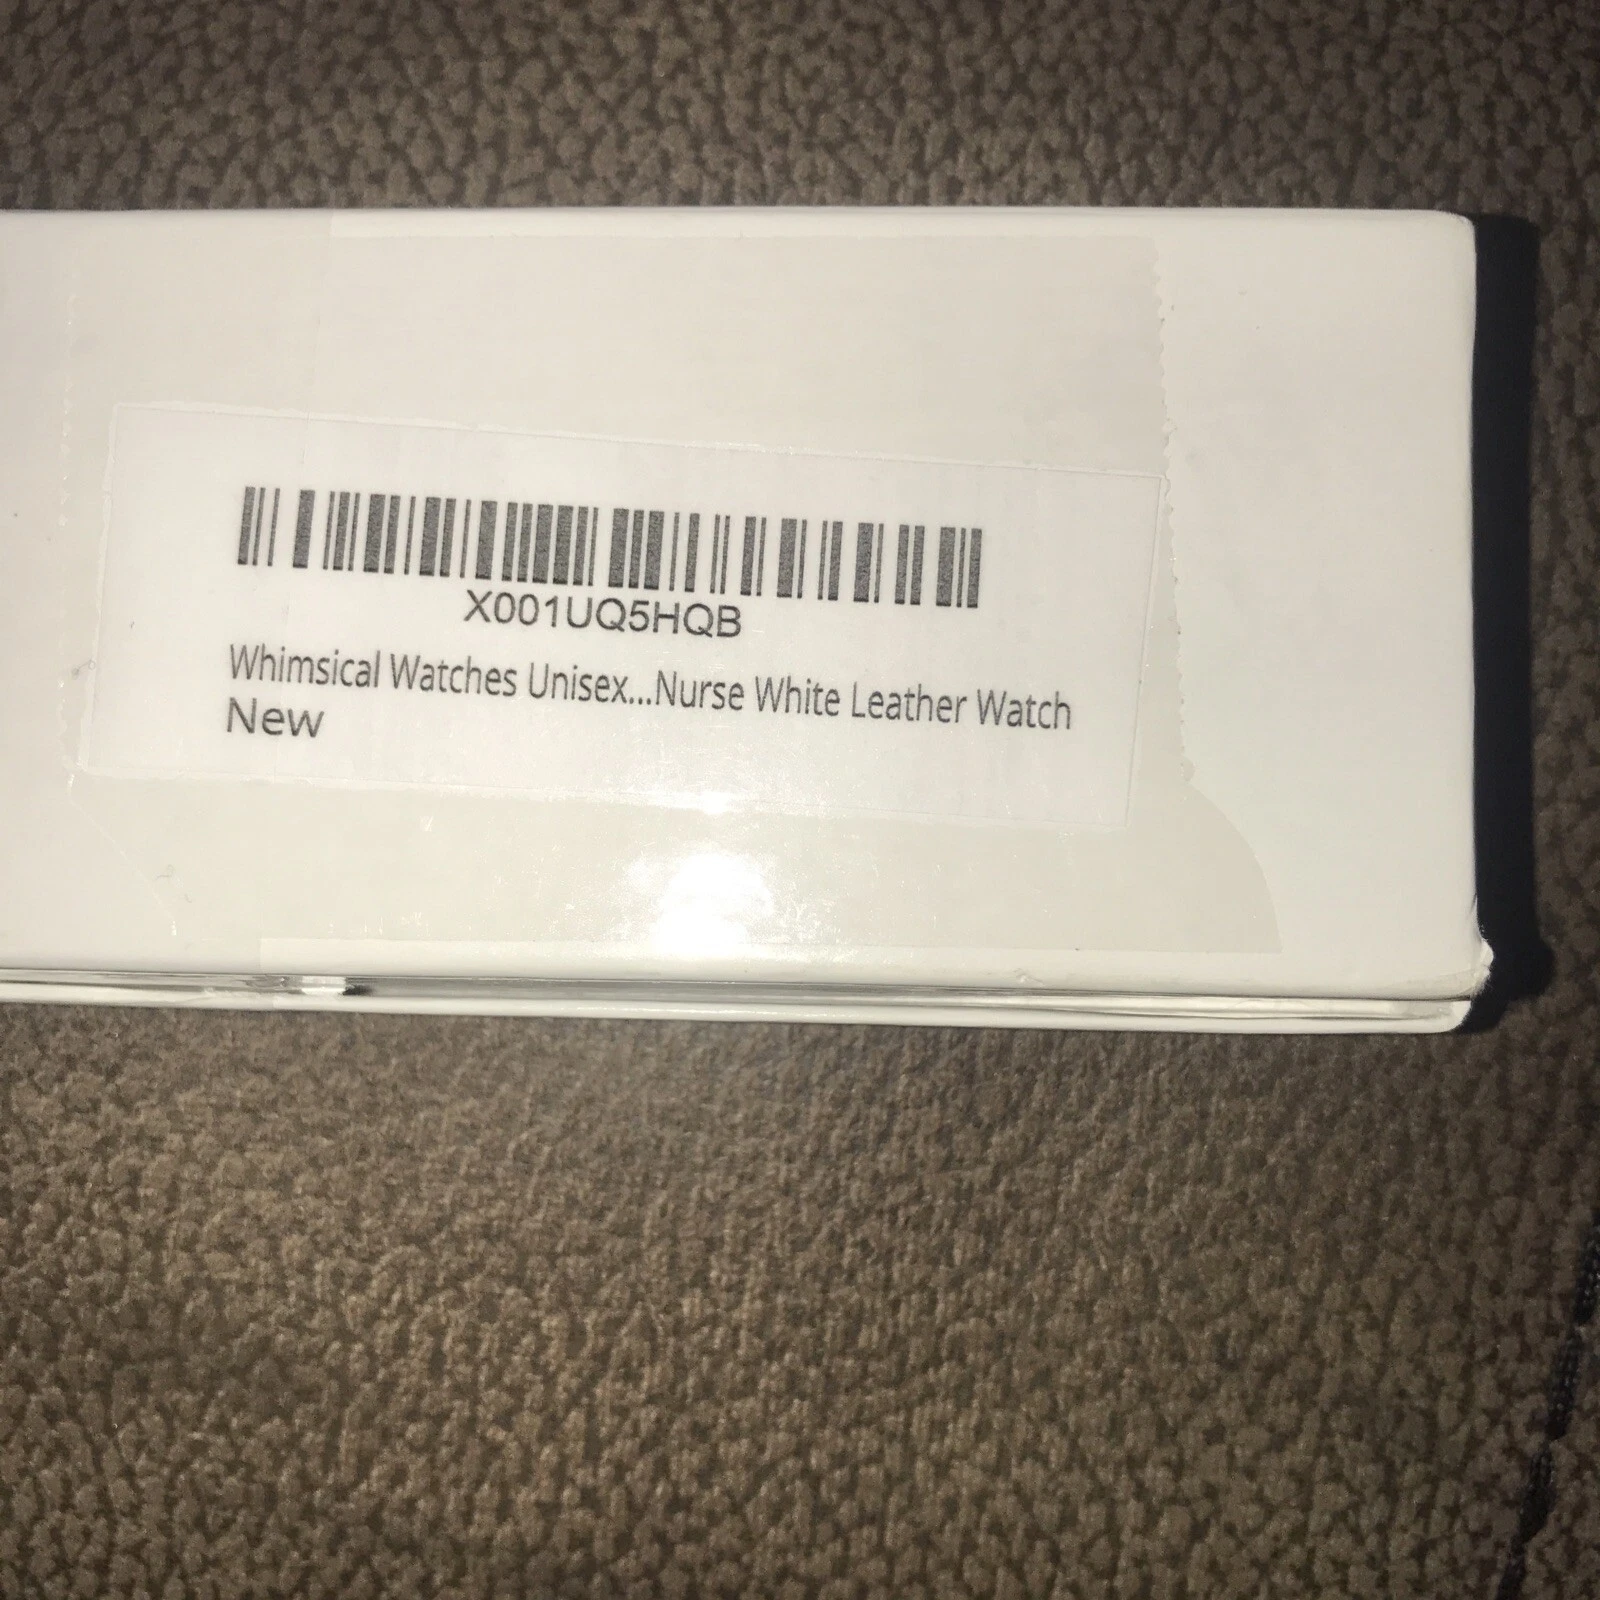 X001UQ5HQB
Whimsical Watches Unisex...Nurse White Leather Watch
New